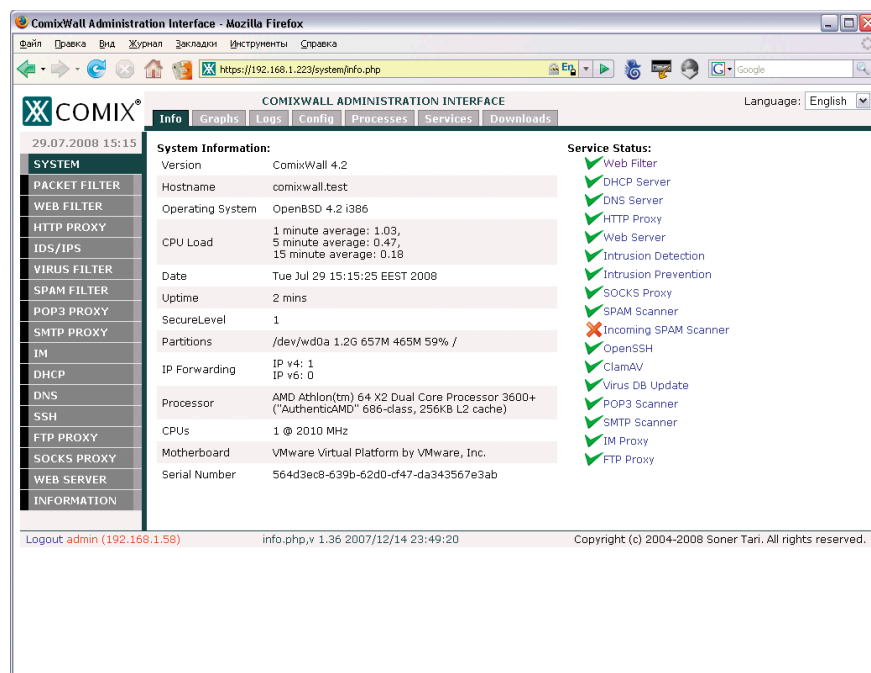 ComixWall Administration Interface - Mozilla Firefox
Файл Правка Вид Журнал Закладки Инструменты Справка
https://192.168.1.223/system/info.php
En
G Google
COMIX®
COMIXWALL ADMINISTRATION INTERFACE
Language: English
Info Graphs Logs Config Processes Services Downloads
29.07.2008 15:15
SYSTEM
PACKET FILTER
WEB FILTER
HTTP PROXY
IDS/IPS
VIRUS FILTER
SPAM FILTER
POP3 PROXY
SMTP PROXY
IM
DHCP
DNS
SSH
FTP PROXY
SOCKS PROXY
WEB SERVER
INFORMATION
System Information:
Version ComixWall 4.2
Hostname comixwall.test
Operating System OpenBSD 4.2 i386
CPU Load 1 minute average: 1.03,
5 minute average: 0.47,
15 minute average: 0.18
Date Tue Jul 29 15:15:25 EEST 2008
Uptime 2 mins
SecureLevel 1
Partitions /dev/wd0a 1.2G 657M 465M 59% /
IP Forwarding IP v4: 1
IP v6: 0
Processor AMD Athlon(tm) 64 X2 Dual Core Processor 3600+
("AuthenticAMD" 686-class, 256KB L2 cache)
CPUs 1 @ 2010 MHz
Motherboard VMware Virtual Platform by VMware, Inc.
Serial Number 564d3ec8-639b-62d0-cf47-da343567e3ab
Service Status:
Web Filter
DHCP Server
DNS Server
HTTP Proxy
Web Server
Intrusion Detection
Intrusion Prevention
SOCKS Proxy
SPAM Scanner
Incoming SPAM Scanner
OpenSSH
ClamAV
Virus DB Update
POP3 Scanner
SMTP Scanner
IM Proxy
FTP Proxy
Logout admin (192.168.1.58) info.php,v 1.36 2007/12/14 23:49:20 Copyright (c) 2004-2008 Soner Tari. All rights reserved.